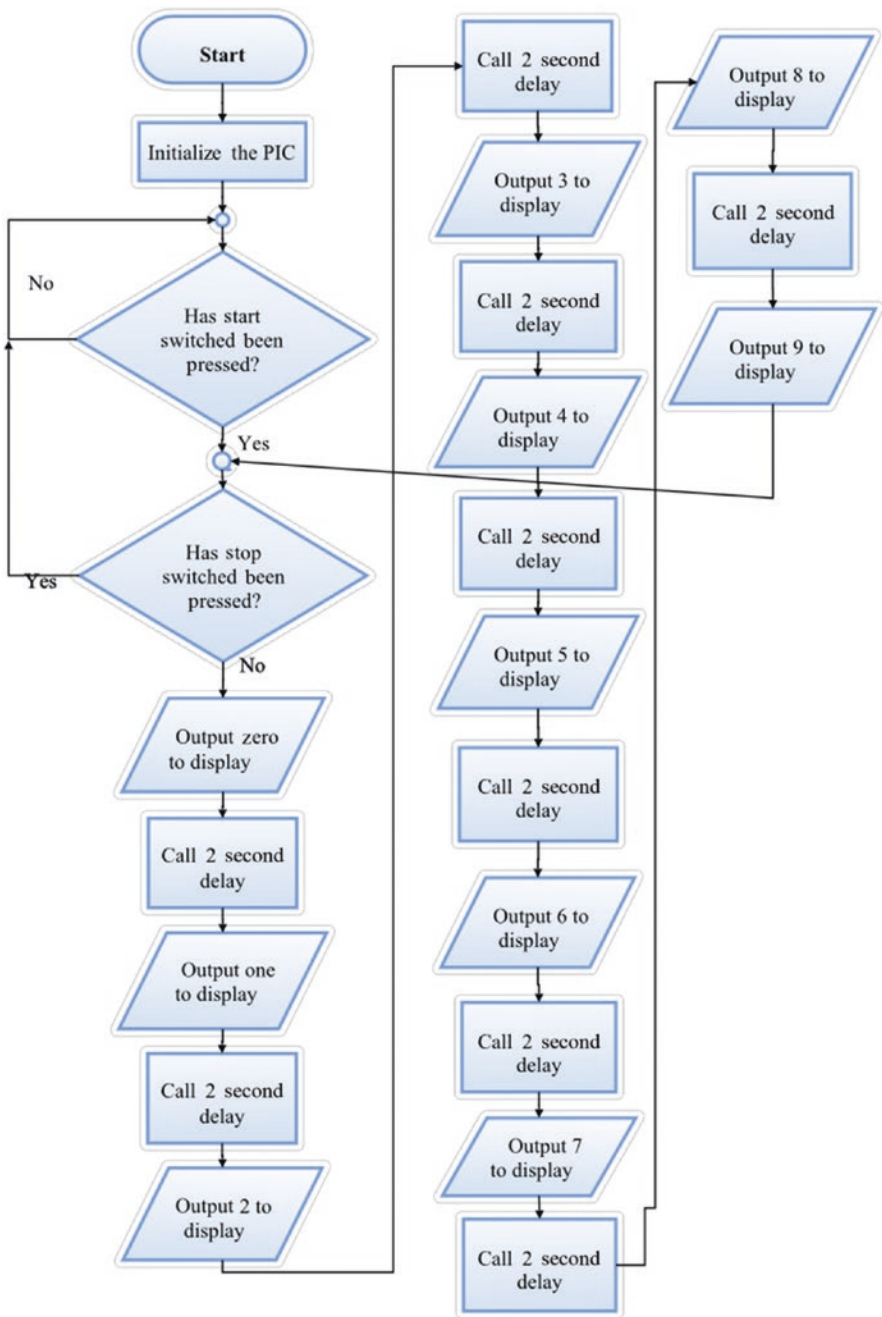 Start
Initialize the PIC
No
Has start
switched been
pressed?
Yes
Has stop
switched been
pressed?
Yes
No
Output zero
to display
Call 2 second
delay
Output one
to display
Call 2 second
delay
Output 2 to
display
Call 2 second
delay
Output 3 to
display
Call 2 second
delay
Output 4 to
display
Call 2 second
delay
Output 5 to
display
Call 2 second
delay
Output 6 to
display
Call 2 second
delay
Output 7
to display
Call 2 second
delay
Output 8 to
display
Call 2 second
delay
Output 9 to
display